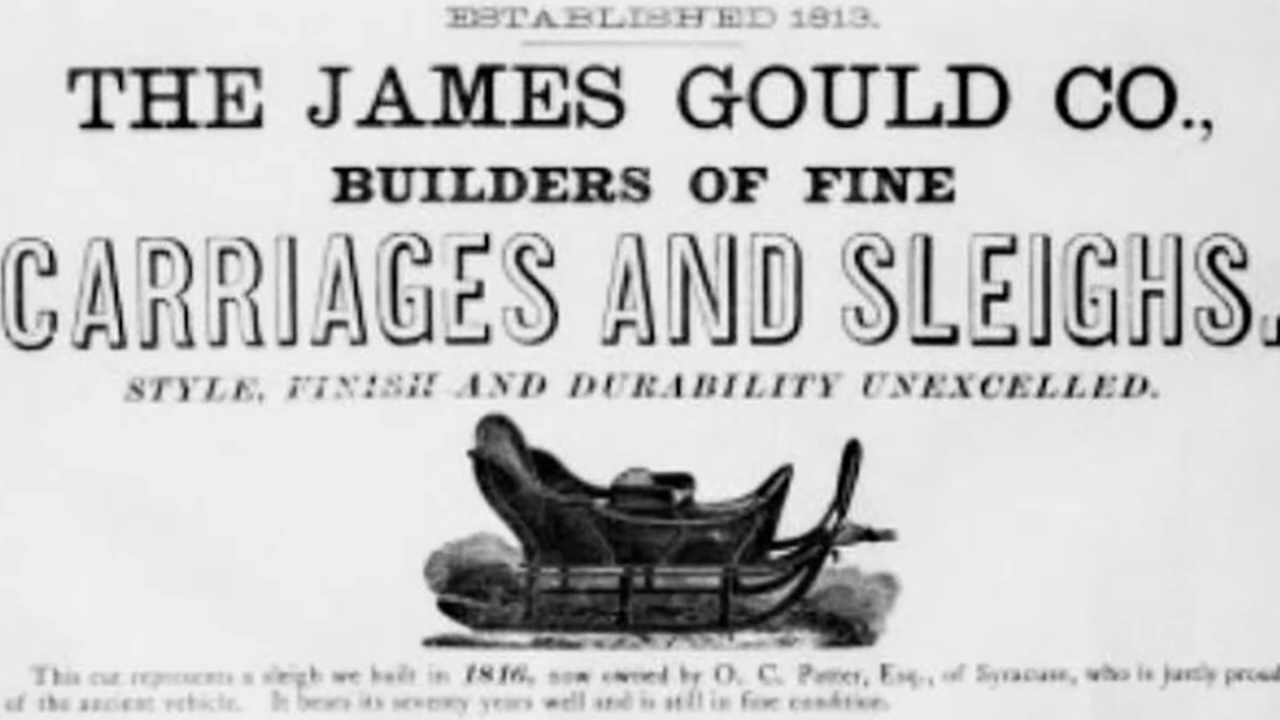 ESTABLISHED 1813.
THE JAMES GOULD CO.,
BUILDERS OF FINE
CARRIAGES AND SLEIGHS.
STYLE, FINISH AND DURABILITY UNEXCELLED.
This cut represents a sleigh we built in 1816, now owned by O. C. Potter, Esq., of Syracuse, who is justly proud
of the ancient vehicle. It bears its seventy years well and is still in fine condition.